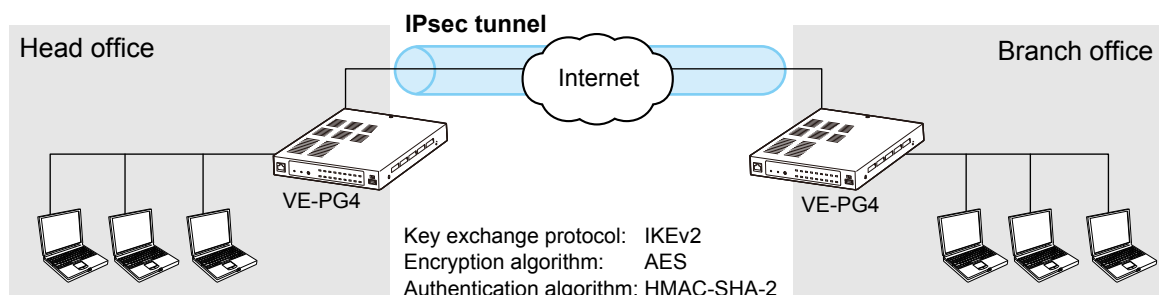 IPsec tunnel
Head office
Internet
Branch office
VE-PG4
VE-PG4
Key exchange protocol: IKEv2
Encryption algorithm: AES
Authentication algorithm: HMAC-SHA-2